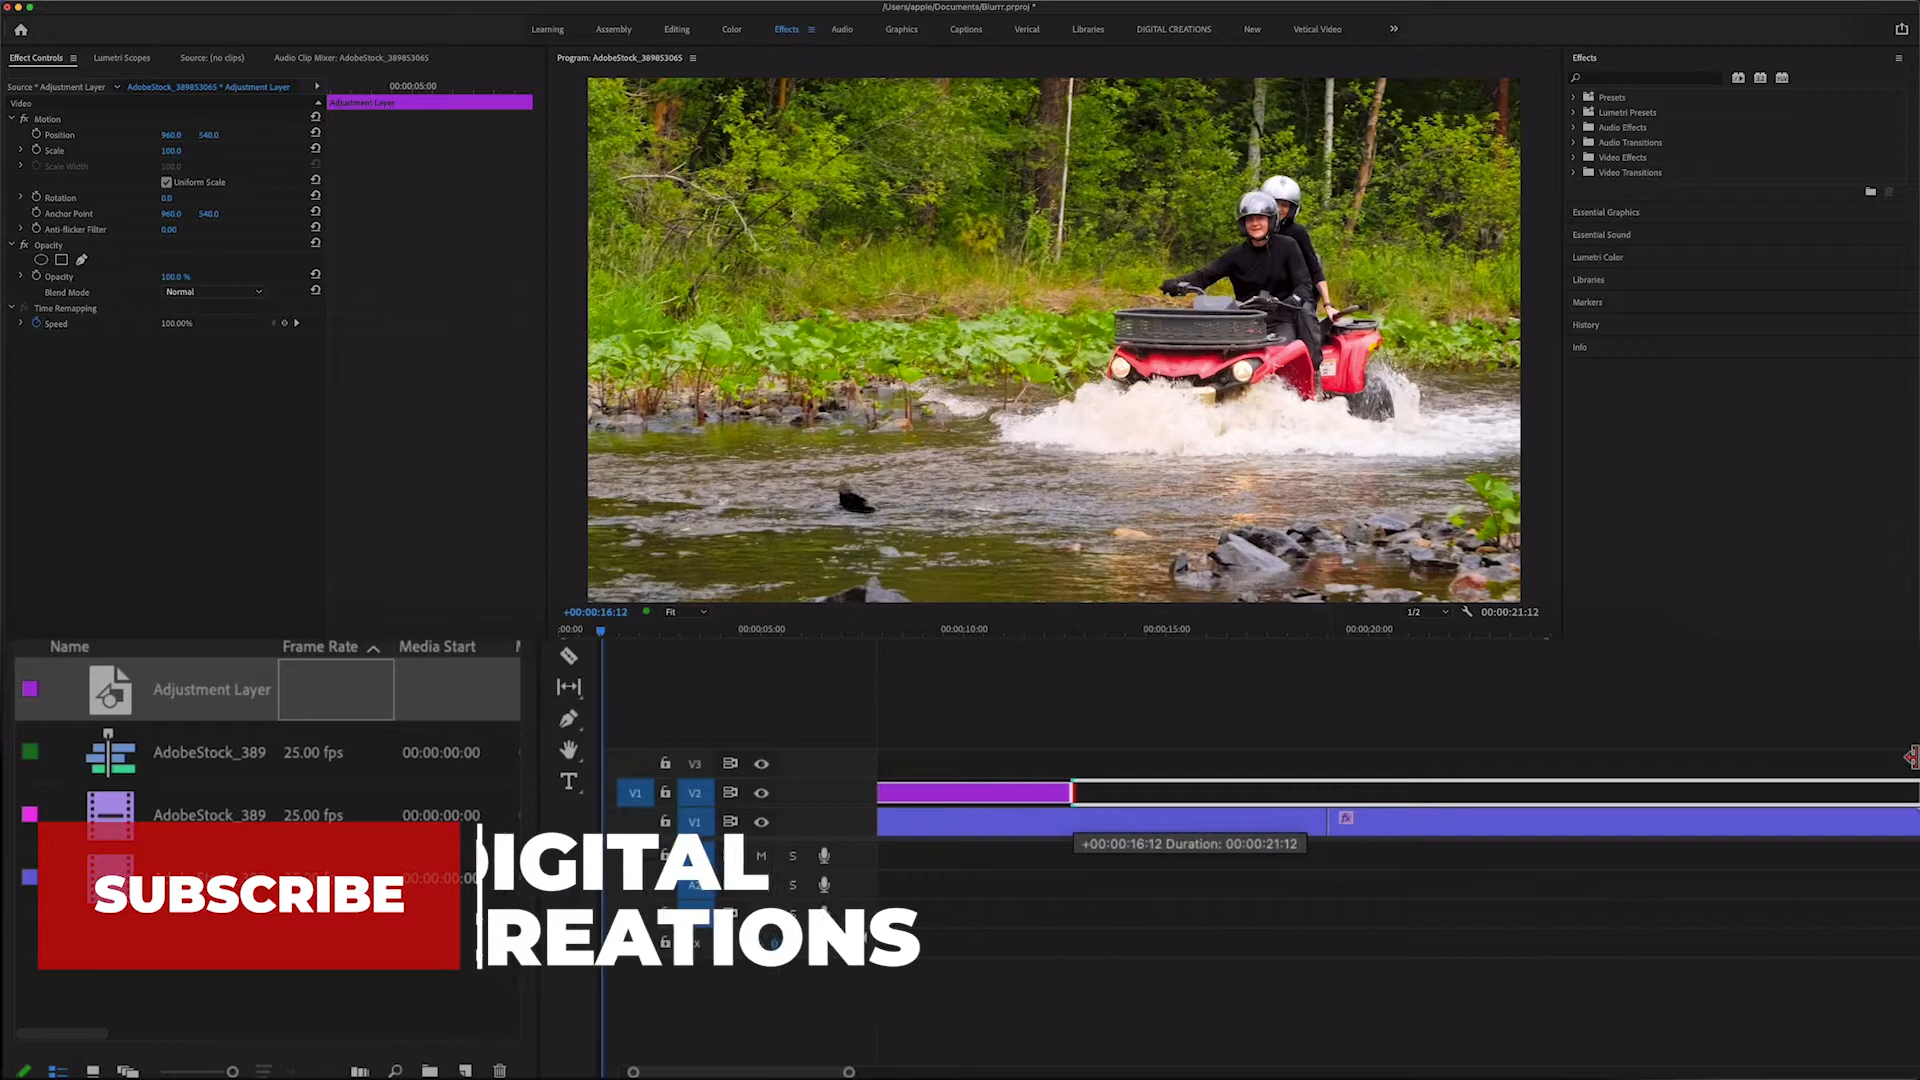 /Users/apple/Documents/Blurrr.prproj *
Learning Assembly Editing Color Effects Audio Graphics Captions Verical Libraries DIGITAL CREATIONS New Vetical Video
Effect Controls Lumetri Scopes Source: (no clips) Audio Clip Mixer: AdobeStock_389853065
Program: AdobeStock_389853065
Effects
Source * Adjustment Layer AdobeStock_389853065 * Adjustment Layer 00:00:05:00
Video Adjustment Layer
fx Motion
Position 960.0 540.0
Scale 100.0
Scale Width 100.0
Uniform Scale
Rotation 0.0
Anchor Point 960.0 540.0
Anti-flicker Filter 0.00
fx Opacity
Opacity 100.0 %
Blend Mode Normal
Time Remapping
Speed 100.00%
Presets
Lumetri Presets
Audio Effects
Audio Transitions
Video Effects
Video Transitions
Essential Graphics
Essential Sound
Lumetri Color
Libraries
Markers
History
Info
+00:00:16:12 Fit 1/2 00:00:21:12
:00:00 00:00:05:00 00:00:10:00 00:00:15:00 00:00:20:00
Name Frame Rate Media Start
Adjustment Layer
AdobeStock_389 25.00 fps 00:00:00:00
AdobeStock_389 25.00 fps 00:00:00:00
V3
V1 V2
V1 fx
+00:00:16:12 Duration: 00:00:21:12
M S
A2 S
SUBSCRIBE
DIGITAL
REATIONS